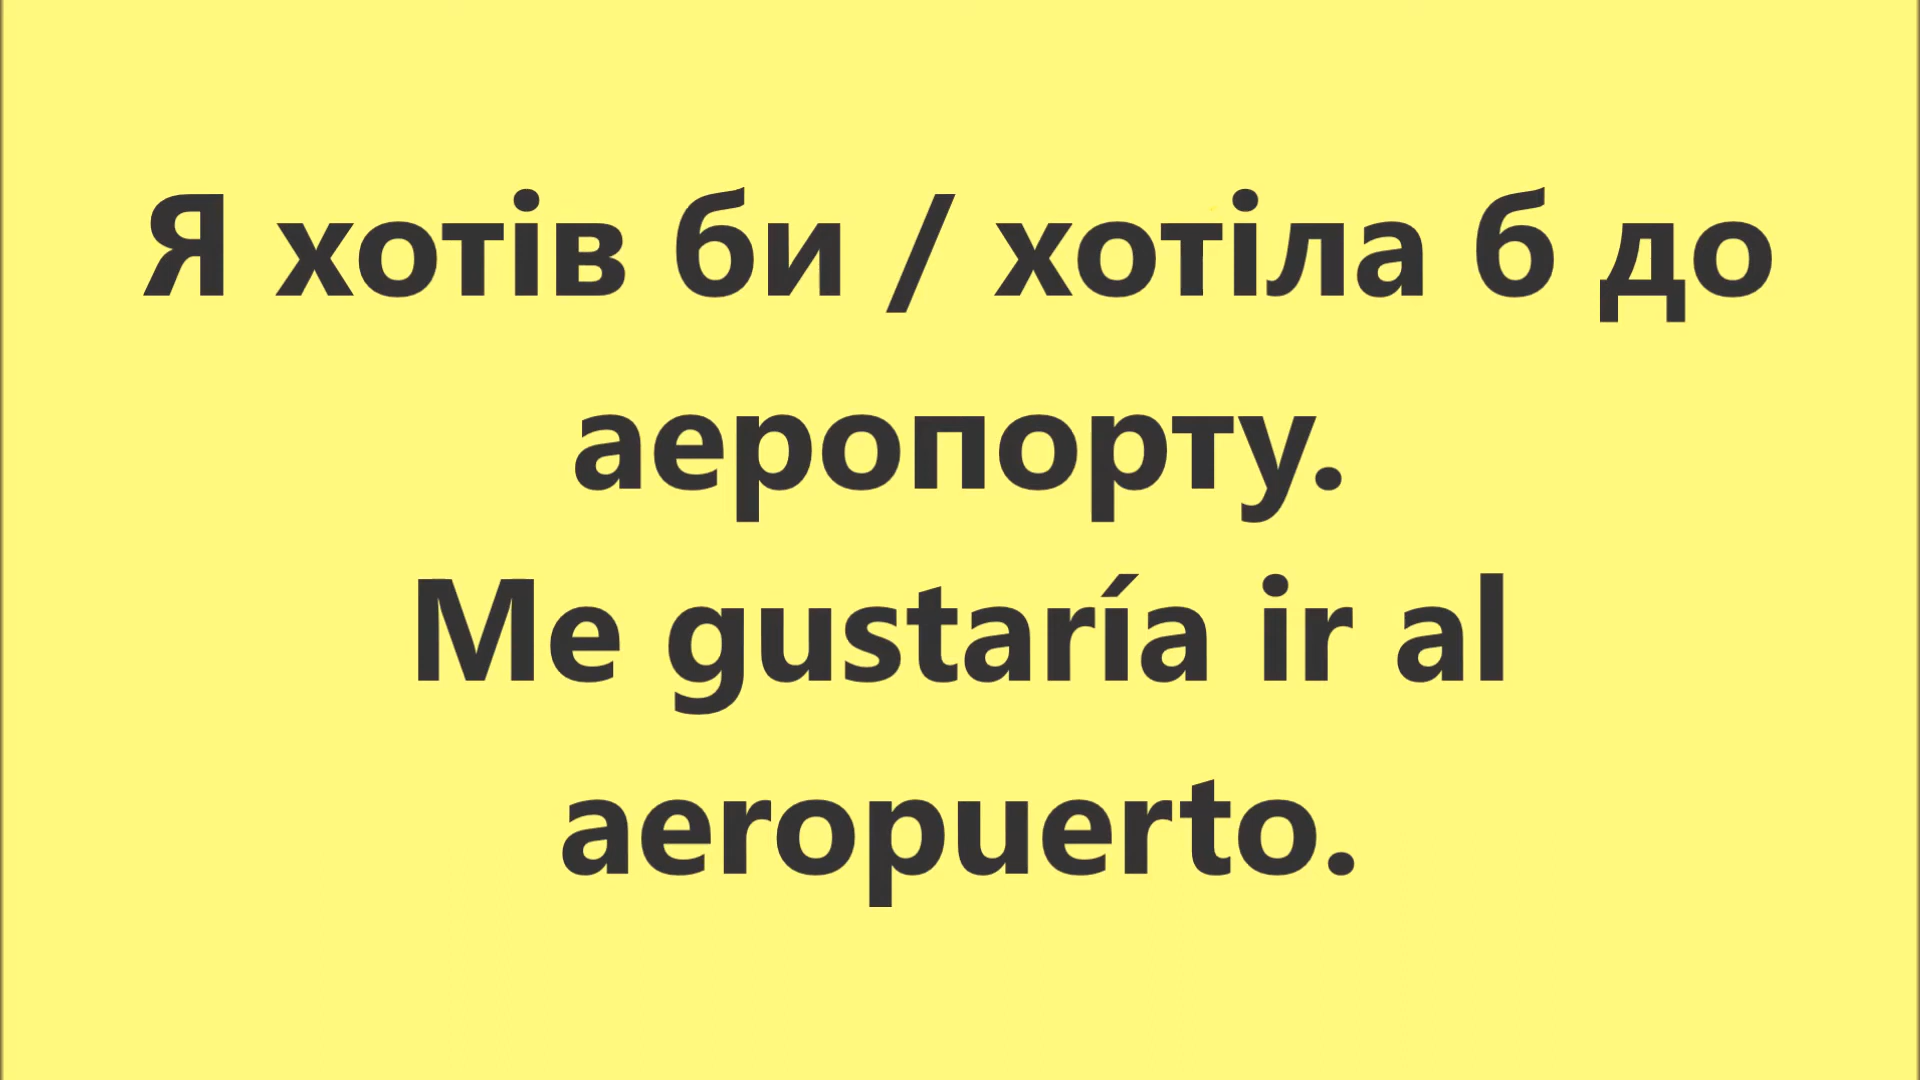 Я хотів би / хотіла б до
аеропорту.
Me gustaría ir al
aeropuerto.